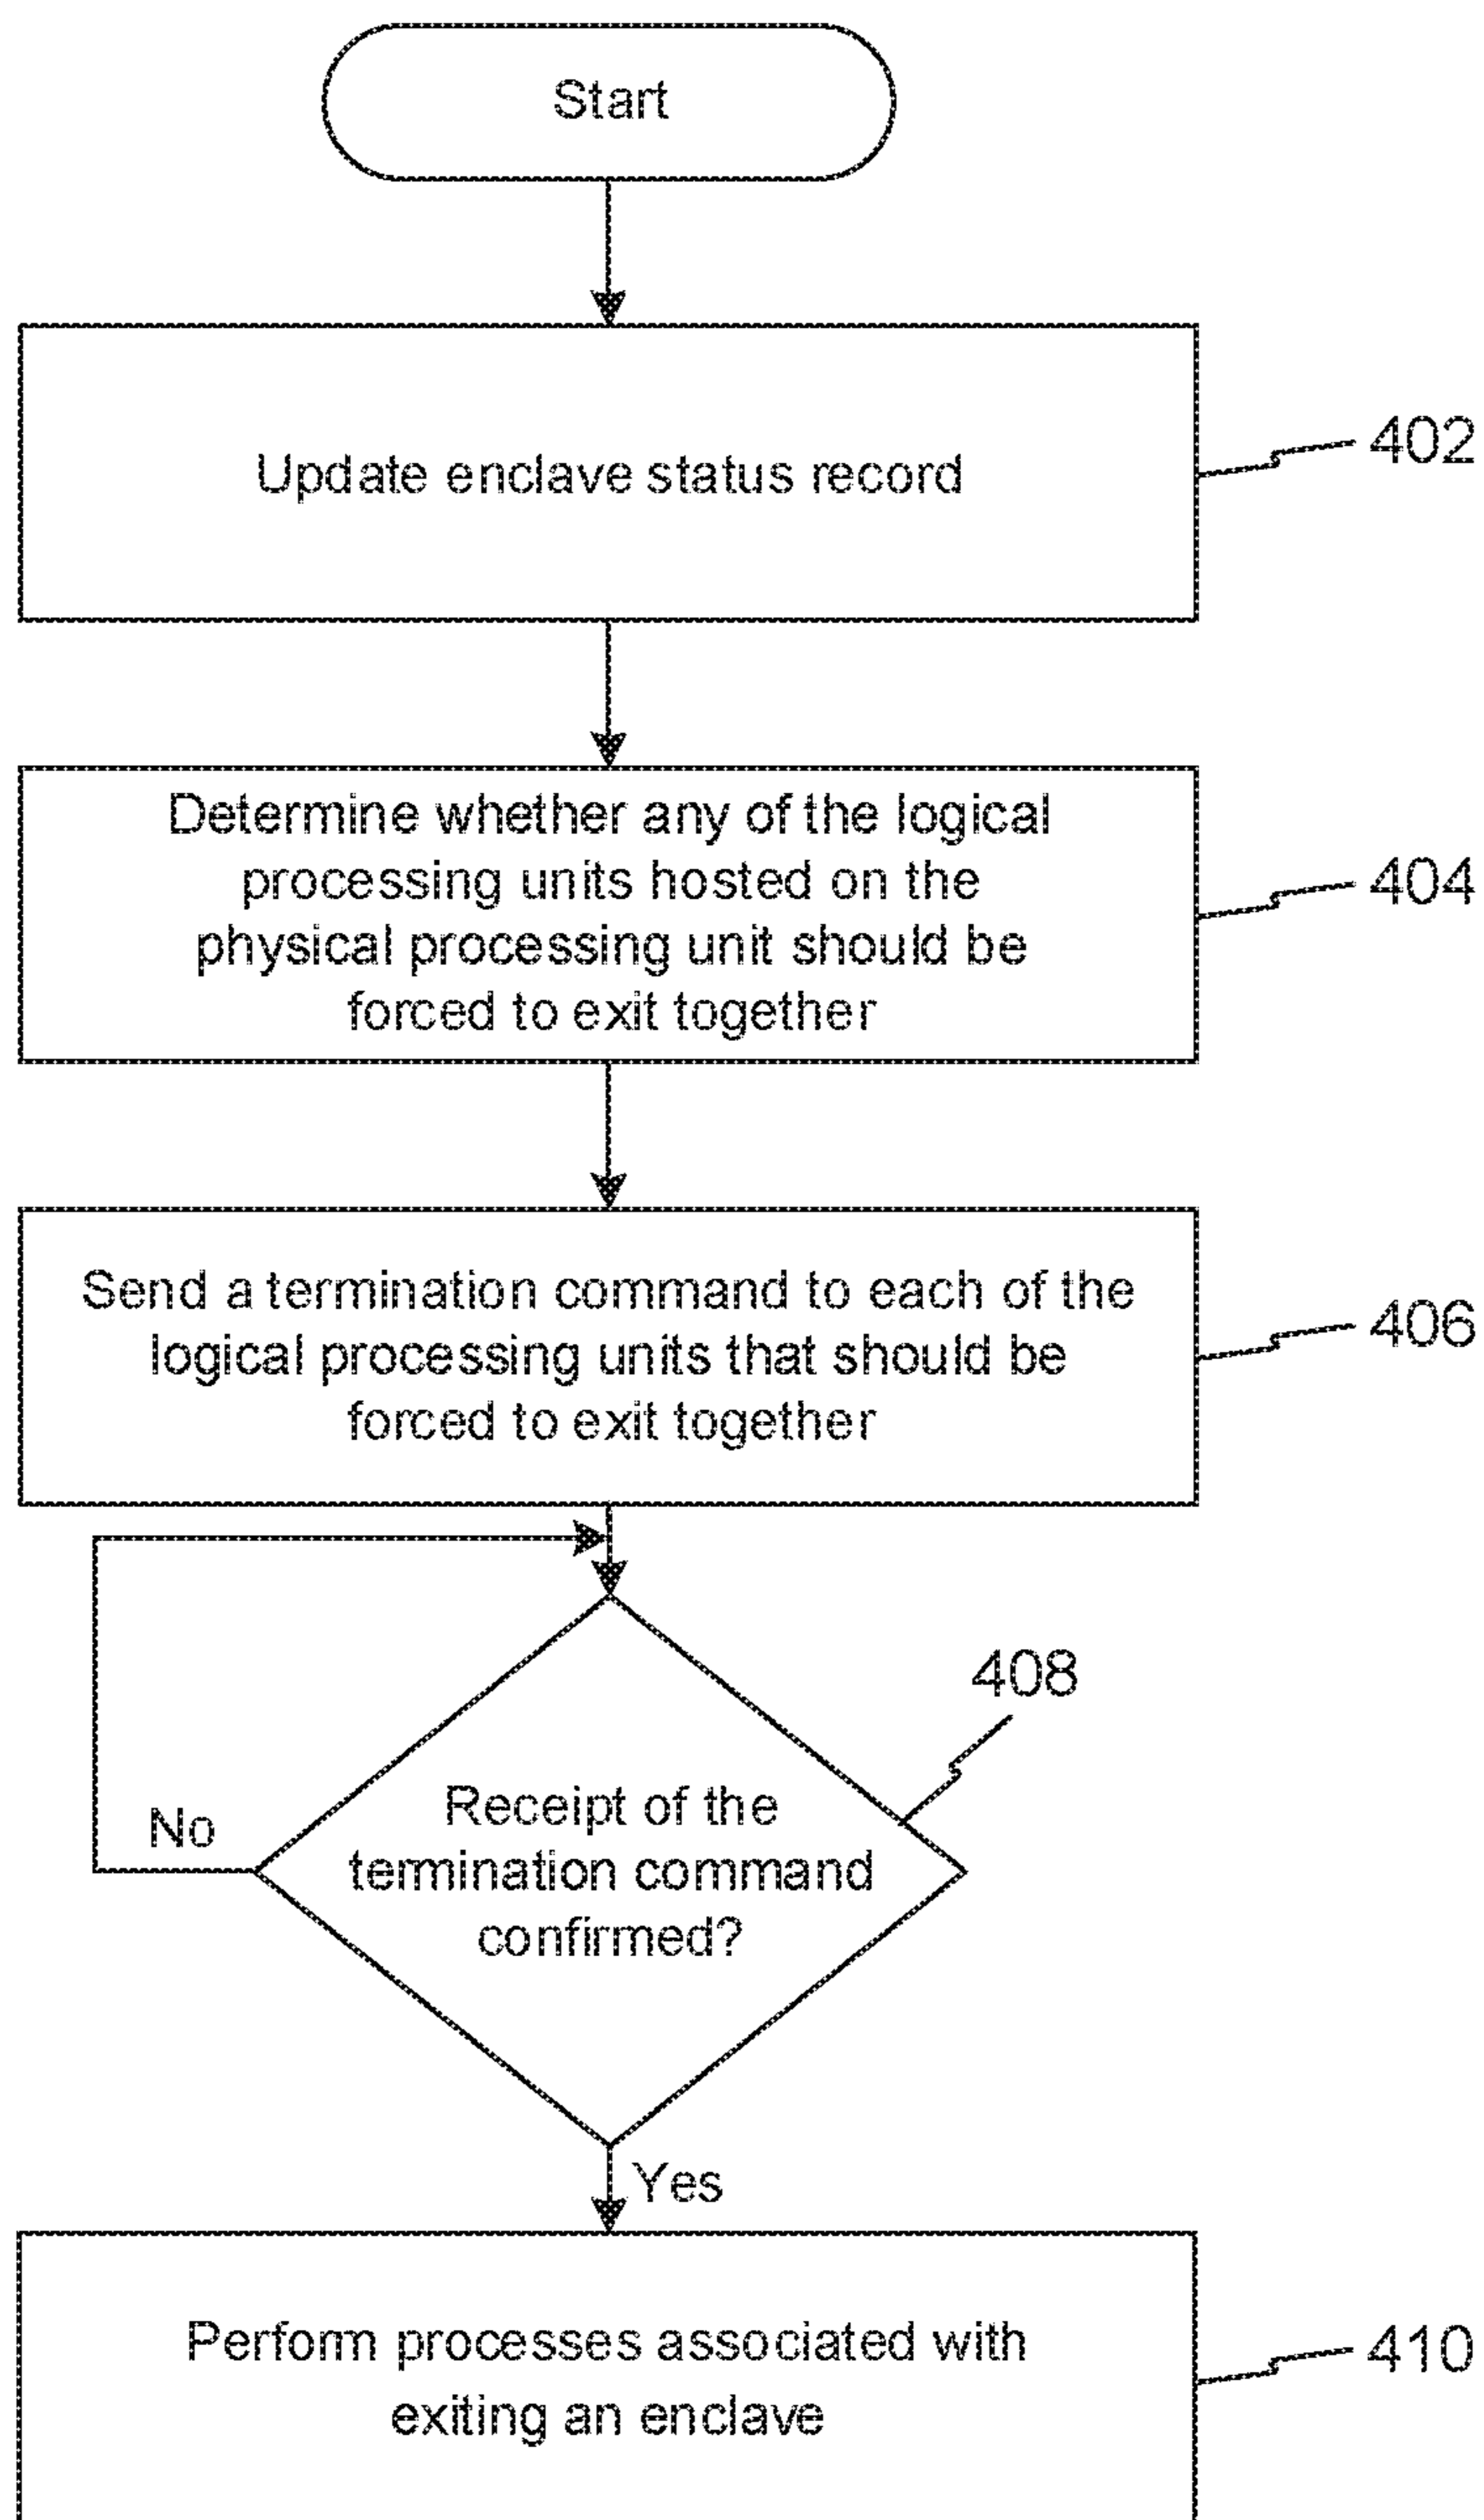 Start
Update enclave status record
402
Determine whether any of the logical
processing units hosted on the
physical processing unit should be
forced to exit together
404
Send a termination command to each of the
logical processing units that should be
forced to exit together
406
408
Receipt of the
termination command
confirmed?
No
Yes
Perform processes associated with
exiting an enclave
410